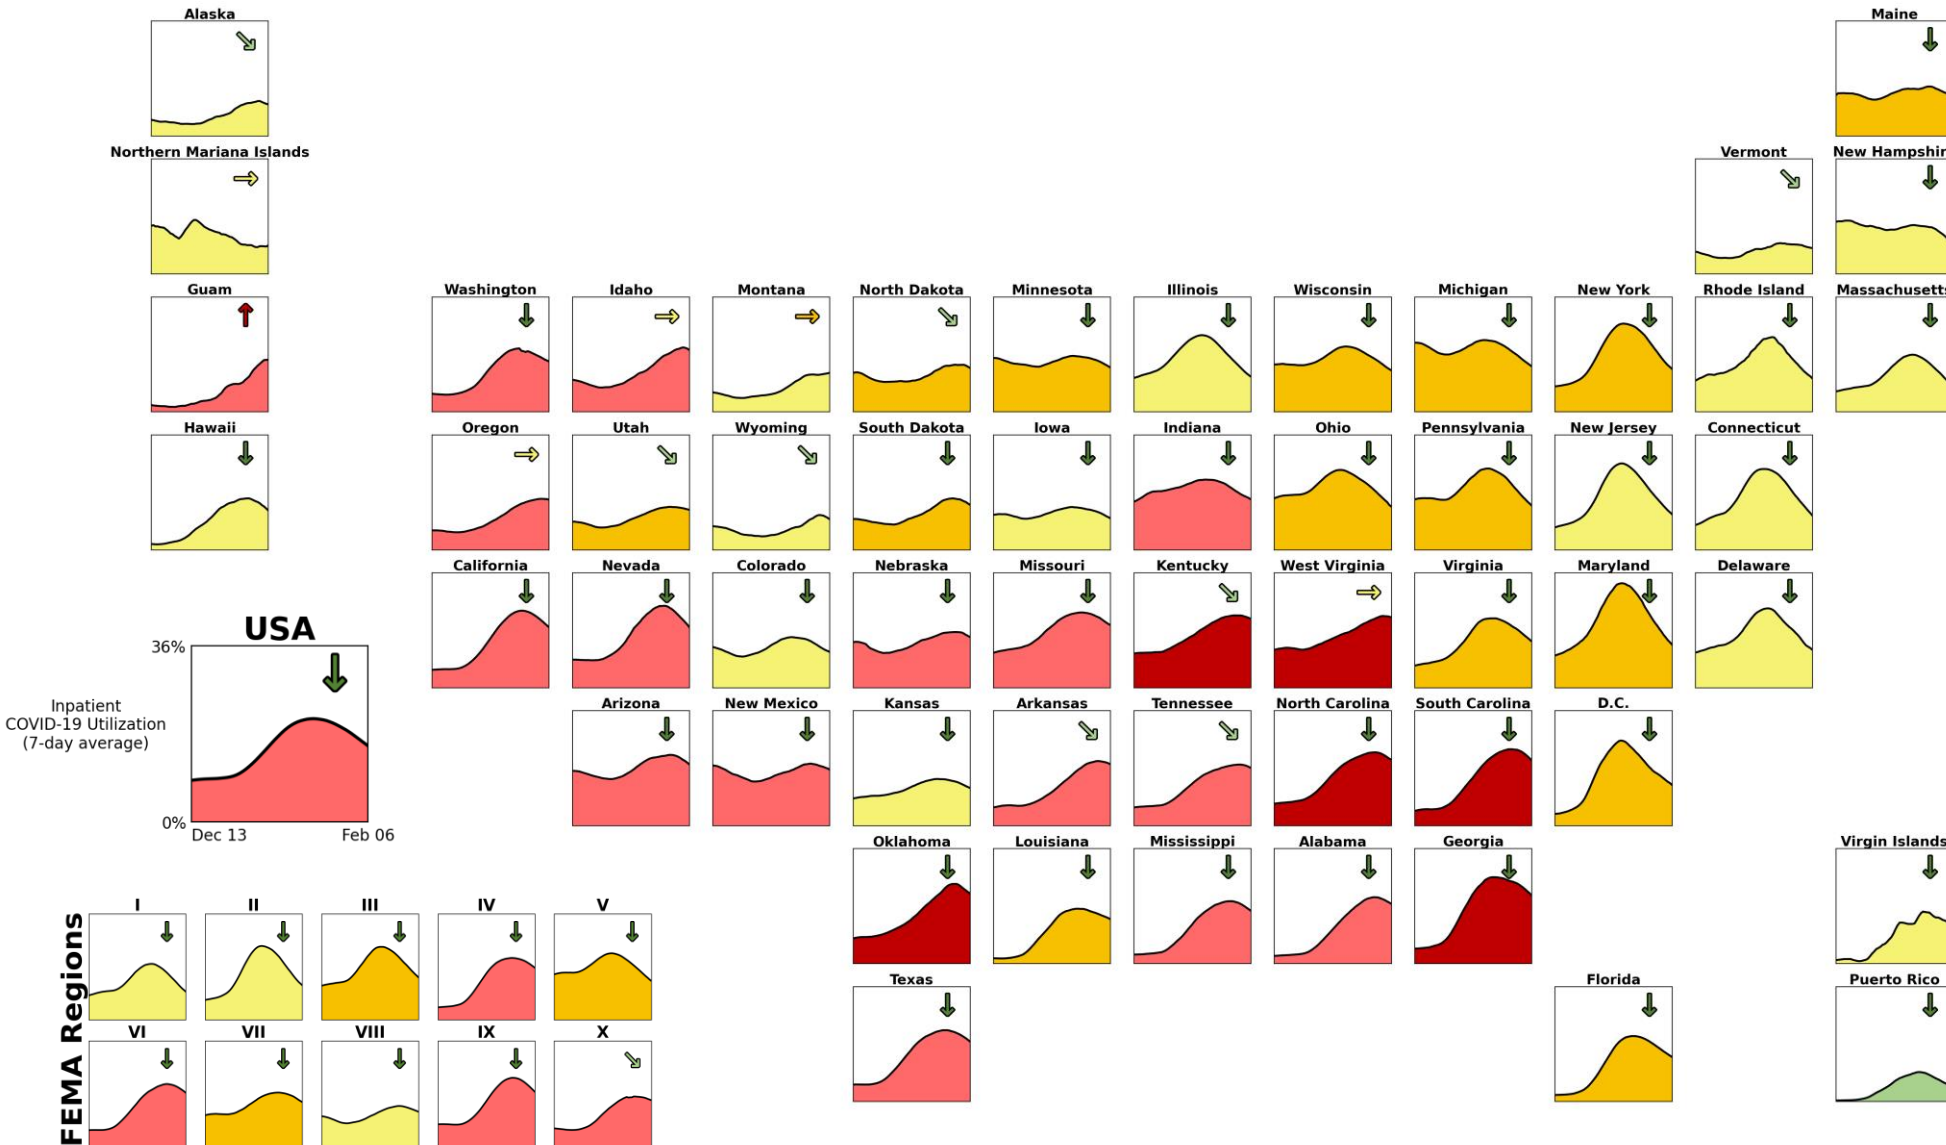 Alaska
Maine
Northern Mariana Islands
Vermont
New Hampshir
Guam
Washington
Idaho
Montana
North Dakota
Minnesota
Illinois
Wisconsin
Michigan
New York
Rhode Island
Massachusetts
Hawaii
Oregon
Utah
Wyoming
South Dakota
Iowa
Indiana
Ohio
Pennsylvania
New Jersey
Connecticut
California
Nevada
Colorado
Nebraska
Missouri
Kentucky
West Virginia
Virginia
Maryland
Delaware
USA
36%
Inpatient
COVID-19 Utilization
(7-day average)
0%
Dec 13
Feb 06
Arizona
New Mexico
Kansas
Arkansas
Tennessee
North Carolina
South Carolina
D.C.
Oklahoma
Louisiana
Mississippi
Alabama
Georgia
Virgin Islands
Texas
Florida
Puerto Rico
FEMA Regions
I
II
III
IV
V
VI
VII
VIII
IX
X